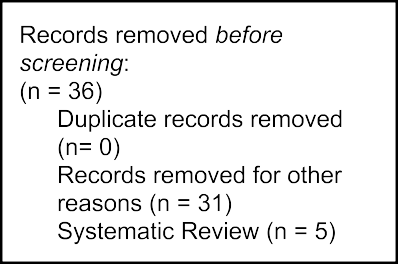 Records removed before
screening:
(n = 36)
Duplicate records removed
(n= 0)
Records removed for other
reasons (n = 31)
Systematic Review (n = 5)